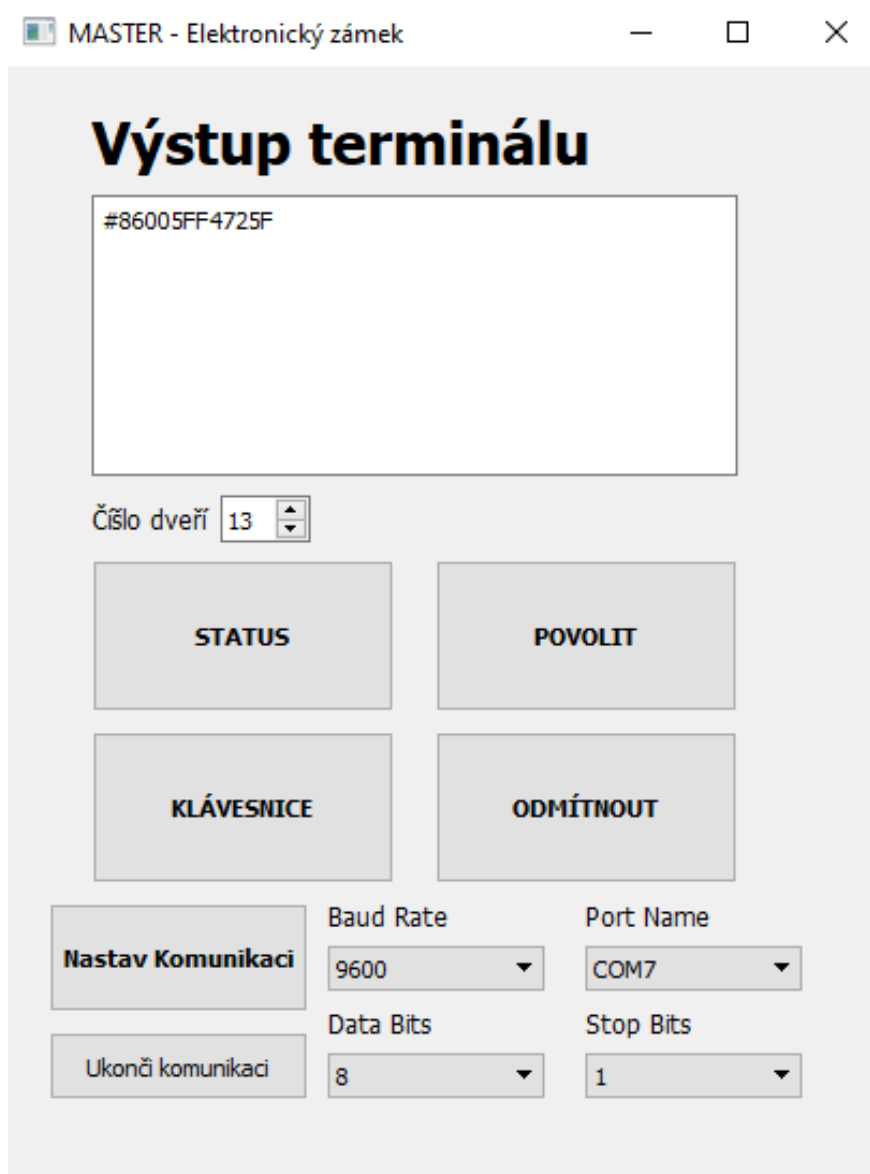 MASTER - Elektronický zámek
Výstup terminálu
#86005FF4725F
Číslo dveří 13
STATUS POVOLIT
KLÁVESNICE ODMÍTNOUT
Nastav Komunikaci
Baud Rate Port Name
9600 COM7
Data Bits Stop Bits
Ukonči komunikaci
8 1